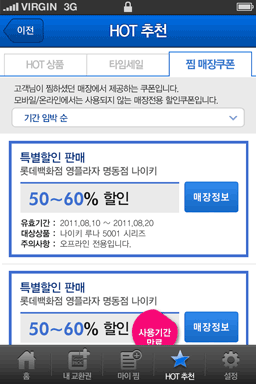 VIRGIN 3G
이전
HOT 추천
HOT 상품
타임세일
찜 매장쿠폰
고객님이 찜하셨던 매장에서 제공하는 쿠폰입니다.
모바일/온라인에서는 사용되지 않는 매장전용 할인쿠폰입니다.
기간 임박 순
특별할인 판매
롯데백화점 영플라자 명동점 나이키
50~60% 할인
매장정보
유효기간 : 2011.08.10 ~ 2011.08.20
대상상품 : 나이키 루나 5001 시리즈
주의사항 : 오프라인 전용입니다.
특별할인 판매
롯데백화점 영플라자 명동점 나이키
50~60% 할인
사용기간
만료
매장정보
홈
내 교환권
마이 찜
HOT 추천
설정